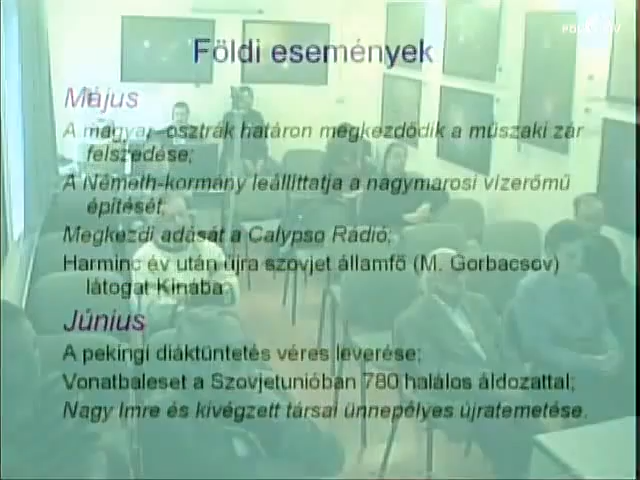 Földi események
Május
A magyar–osztrák határon megkezdődik a műszaki zár
felszedése;
A Németh-kormány leállíttatja a nagymarosi vízerőmű
építését;
Megkezdi adását a Calypso Rádió;
Harminc év után újra szovjet államfő (M. Gorbacsov)
látogat Kínába
Június
A pekingi diáktüntetés véres leverése;
Vonatbaleset a Szovjetunióban 780 halálos áldozattal;
Nagy Imre és kivégzett társai ünnepélyes újratemetése.